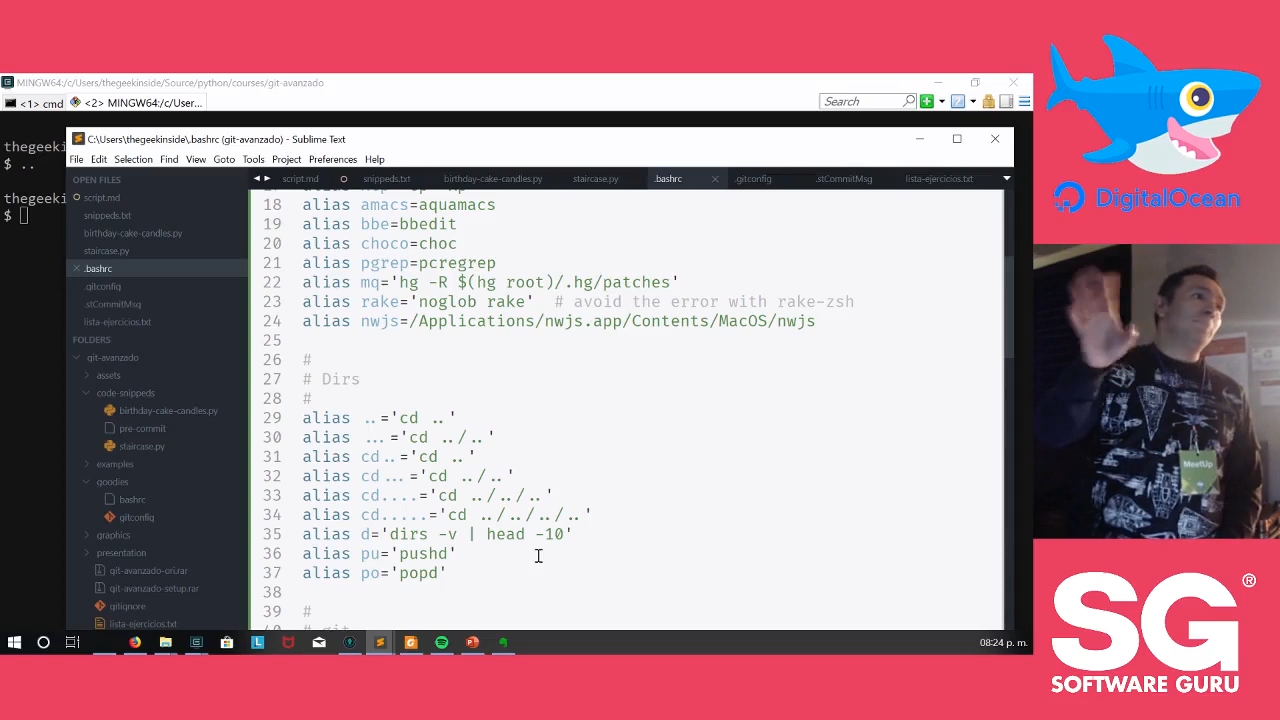 MINGW64:/c/Users/thegeekinside/Source/python/courses/git-avanzado
<1> cmd
<2> MINGW64:/c/User...
Search
thegeeki
$ ..
thegeeki
$
C:\Users\thegeekinside\.bashrc (git-avanzado) - Sublime Text
File Edit Selection Find View Goto Tools Project Preferences Help
OPEN FILES
script.md
snippeds.txt
birthday-cake-candles.py
staircase.py
.bashrc
.gitconfig
.stCommitMsg
lista-ejercicios.txt
FOLDERS
git-avanzado
assets
code-snippeds
birthday-cake-candles.py
pre-commit
staircase.py
examples
goodies
bashrc
gitconfig
graphics
presentation
git-avanzado-ori.rar
git-avanzado-setup.rar
gitignore
lista-ejercicios.txt
script.md snippeds.txt birthday-cake-candles.py staircase.py .bashrc .gitconfig .stCommitMsg lista-ejercicios.txt
18 alias amacs=aquamacs
19 alias bbe=bbedit
20 alias choco=choc
21 alias pgrep=pcregrep
22 alias mq='hg -R $(hg root)/.hg/patches'
23 alias rake='noglob rake' # avoid the error with rake-zsh
24 alias nwjs=/Applications/nwjs.app/Contents/MacOS/nwjs
25
26 #
27 # Dirs
28 #
29 alias ..='cd ..'
30 alias ...='cd ../..'
31 alias cd..='cd ..'
32 alias cd...='cd ../..'
33 alias cd....='cd ../../..'
34 alias cd.....='cd ../../../..'
35 alias d='dirs -v | head -10'
36 alias pu='pushd'
37 alias po='popd'
38
39 #
08:24 p. m.
DigitalOcean
MeetUp
SG®
SOFTWARE GURU